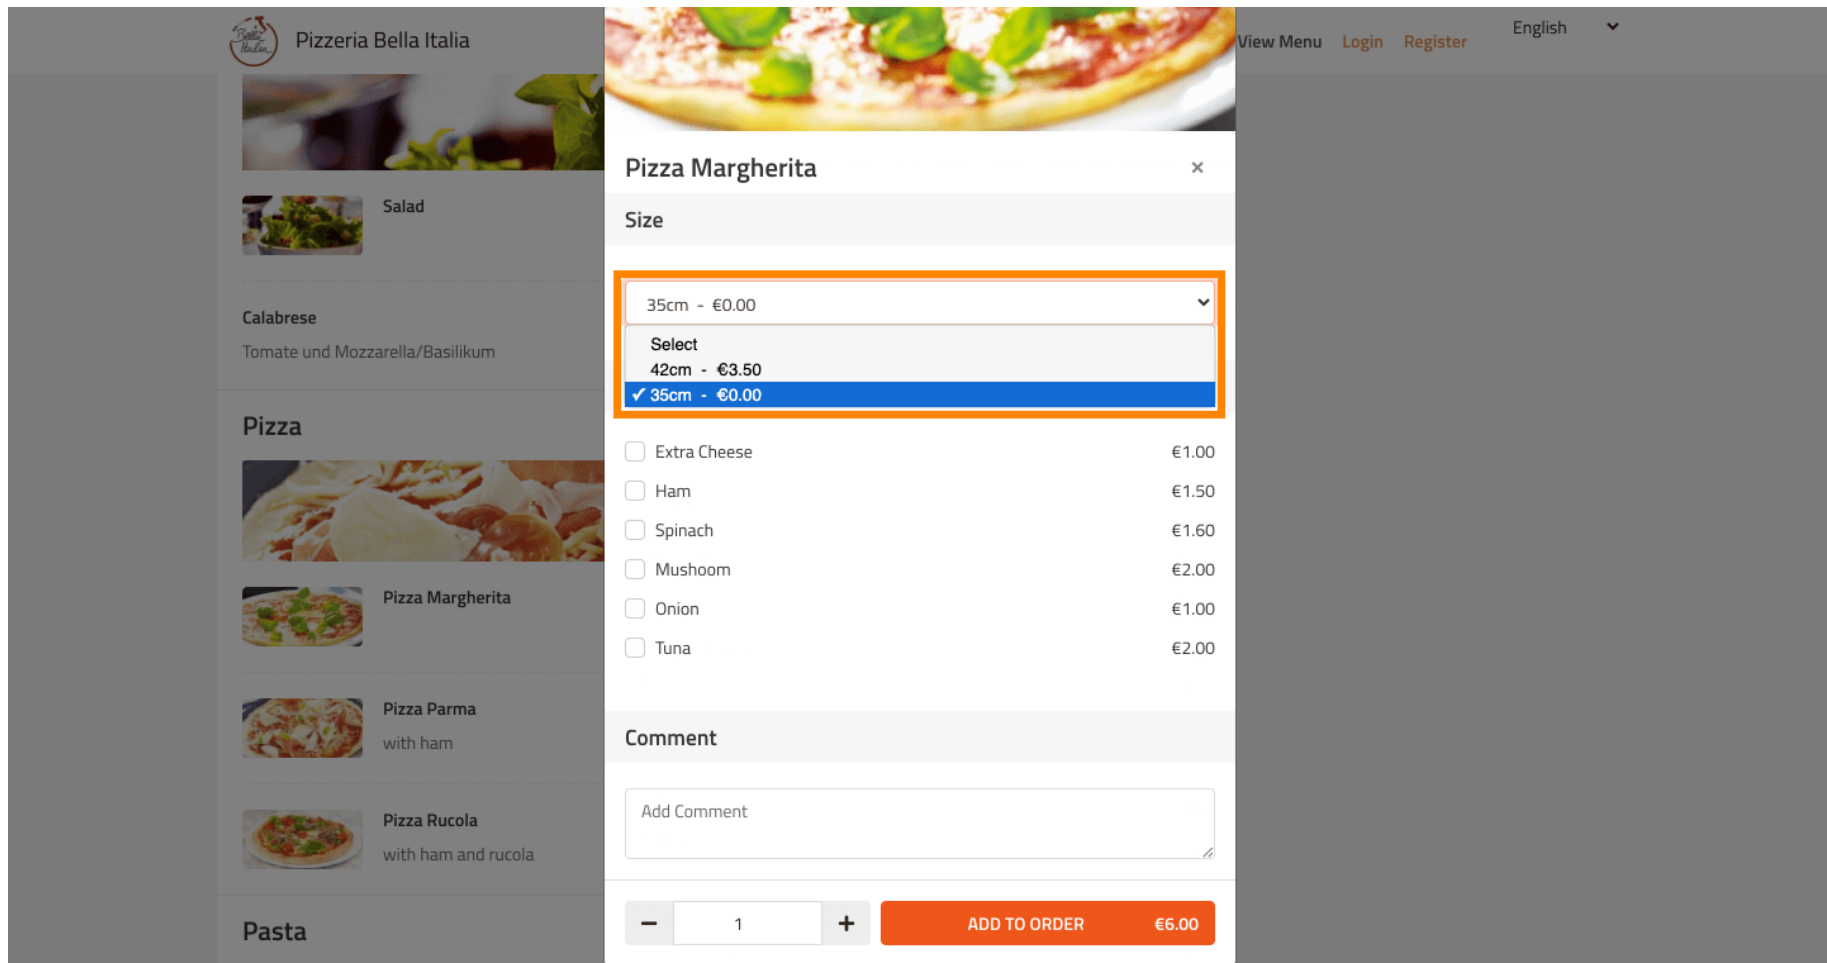 Bella
Italia
Pizzeria Bella Italia
View Menu
Login
Register
English
Salad
Calabrese
Tomate und Mozzarella/Basilikum
Pizza
Pizza Margherita
Pizza Parma
with ham
Pizza Rucola
with ham and rucola
Pasta
Pizza Margherita
×
Size
35cm - €0.00
Select
42cm - €3.50
✓ 35cm - €0.00
Extra Cheese €1.00
Ham €1.50
Spinach €1.60
Mushoom €2.00
Onion €1.00
Tuna €2.00
Comment
Add Comment
− 1 + ADD TO ORDER €6.00